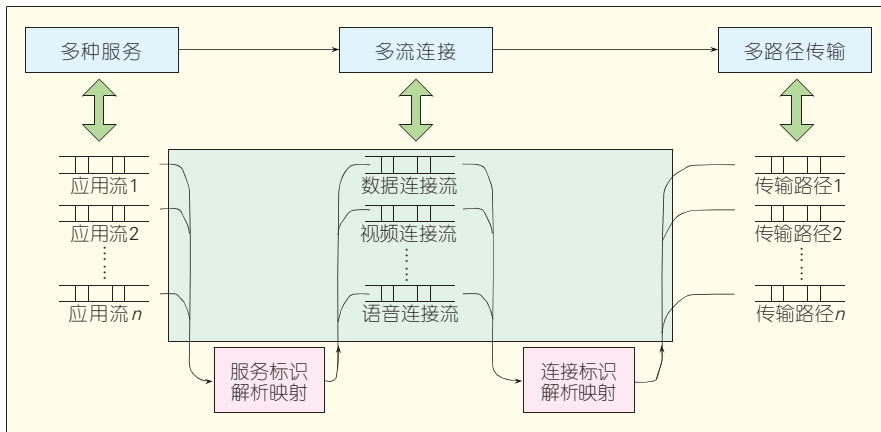 多种服务
多流连接
多路径传输
应用流1
数据连接流
传输路径1
应用流2
视频连接流
传输路径2
应用流n
语音连接流
传输路径n
服务标识
解析映射
连接标识
解析映射